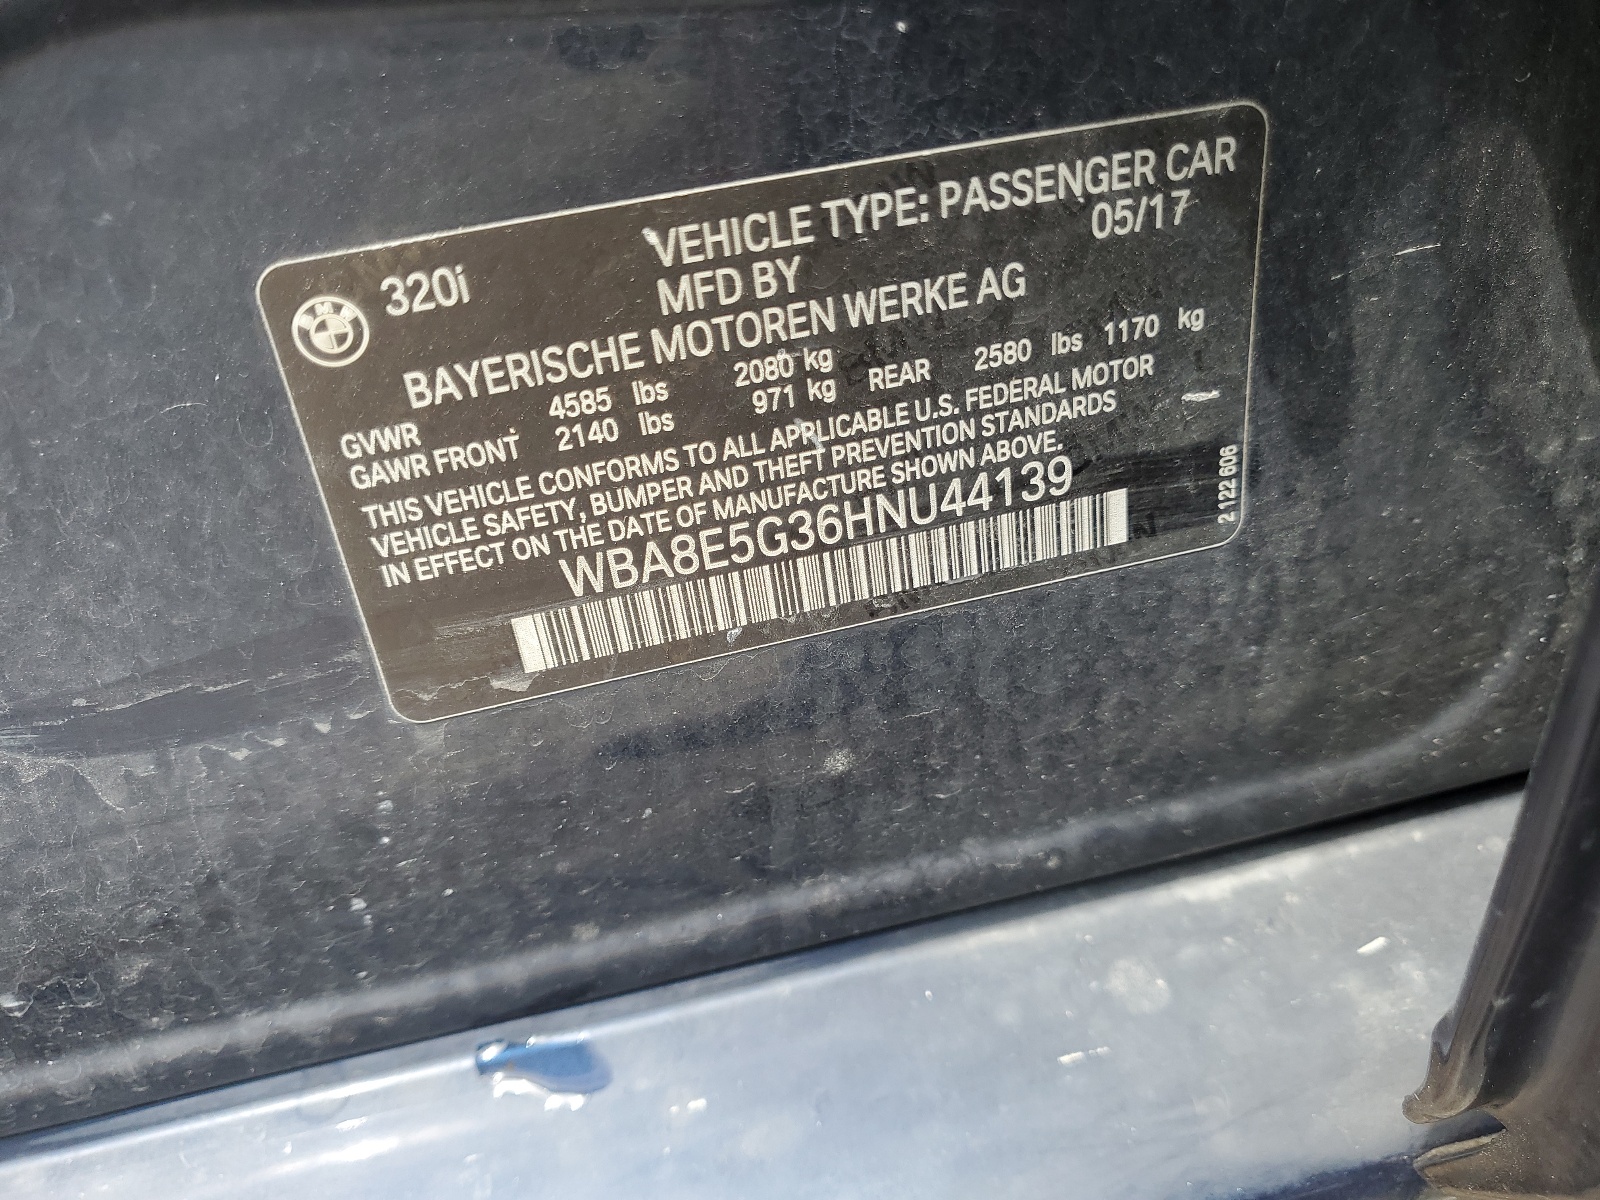 BMW 320i
VEHICLE TYPE: PASSENGER CAR
MFD BY 05/17
BAYERISCHE MOTOREN WERKE AG
GVWR 4585 lbs 2080 kg
GAWR FRONT 2140 lbs 971 kg REAR 2580 lbs 1170 kg
THIS VEHICLE CONFORMS TO ALL APPLICABLE U.S. FEDERAL MOTOR
VEHICLE SAFETY, BUMPER AND THEFT PREVENTION STANDARDS
IN EFFECT ON THE DATE OF MANUFACTURE SHOWN ABOVE.
WBA8E5G36HNU44139
2 122 606